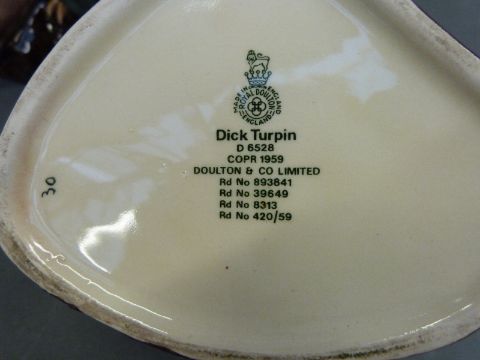 MADE IN ENGLAND
ROYAL DOULTON
ENGLAND
Dick Turpin
D 6528
COPR 1959
DOULTON & CO LIMITED
Rd No 893841
Rd No 39649
Rd No 8313
Rd No 420/59
30